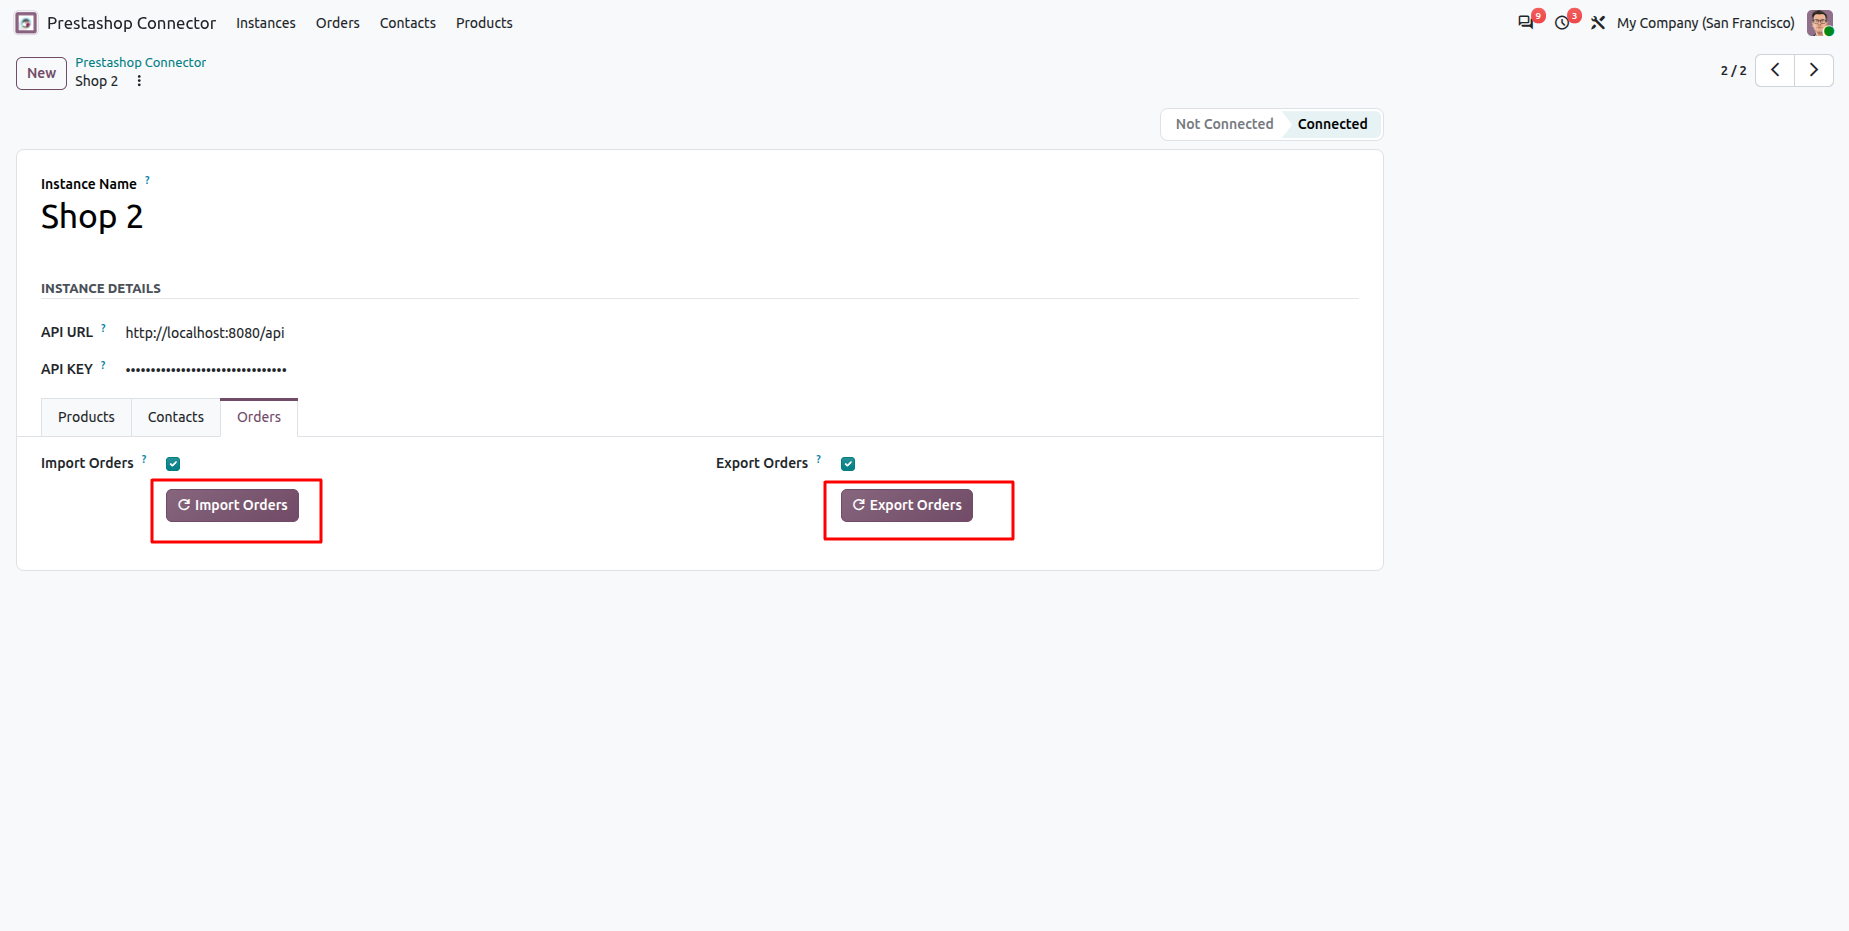 Prestashop Connector Instances Orders Contacts Products 9 3 My Company (San Francisco)
New Prestashop Connector
Shop 2
2 / 2
Not Connected Connected
Instance Name ?
Shop 2
INSTANCE DETAILS
API URL ? http://localhost:8080/api
API KEY ? ••••••••••••••••••••••••••••••••
Products Contacts Orders
Import Orders ? Export Orders ?
Import Orders Export Orders